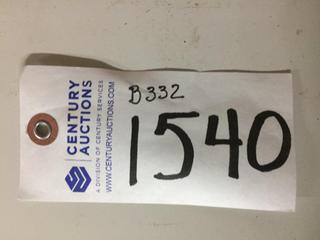 CENTURY
AUCTIONS
A DIVISION OF CENTURY SERVICES
WWW.CENTURYAUCTIONS.COM
B332
1540